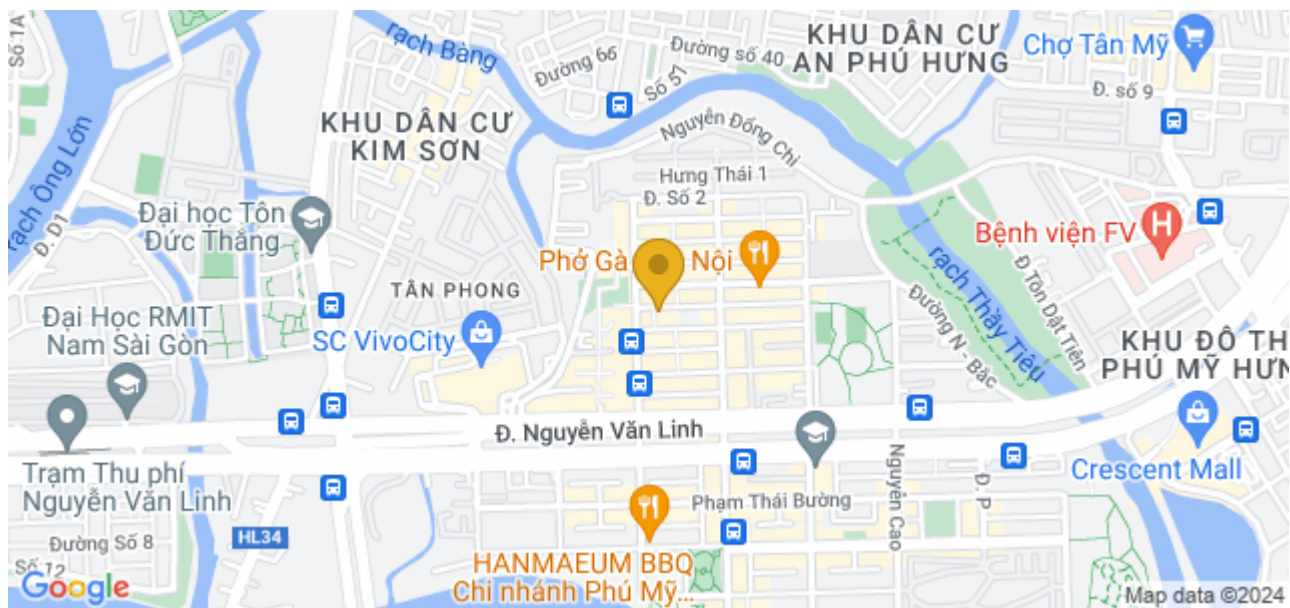 Số 1A
rạch Bàng
Đường 66
Số 51
Đường số 40
KHU DÂN CƯ
AN PHÚ HƯNG
Chợ Tân Mỹ
Đ. số 9
KHU DÂN CƯ
KIM SƠN
Nguyễn Đổng Chi
rạch Ông Lớn
Hưng Thái 1
Đ. Số 2
Đ. D1
Đại học Tôn
Đức Thắng
Bệnh viện FV
Phở Gà
Nội
rạch Thầy Tiêu
Đ Tôn Dật Tiên
TÂN PHONG
Đại Học RMIT
Nam Sài Gòn
SC VivoCity
Đường N - Bắc
KHU ĐÔ TH
PHÚ MỸ HƯN
Đ. Nguyễn Văn Linh
Trạm Thu phí
Nguyễn Văn Linh
Crescent Mall
Phạm Thái Bường
Nguyễn Cao
Đ. P
HL34
Đường Số 8
Số 12
HANMAEUM BBQ
Chi nhánh Phú Mỹ...
Google
Map data ©2024